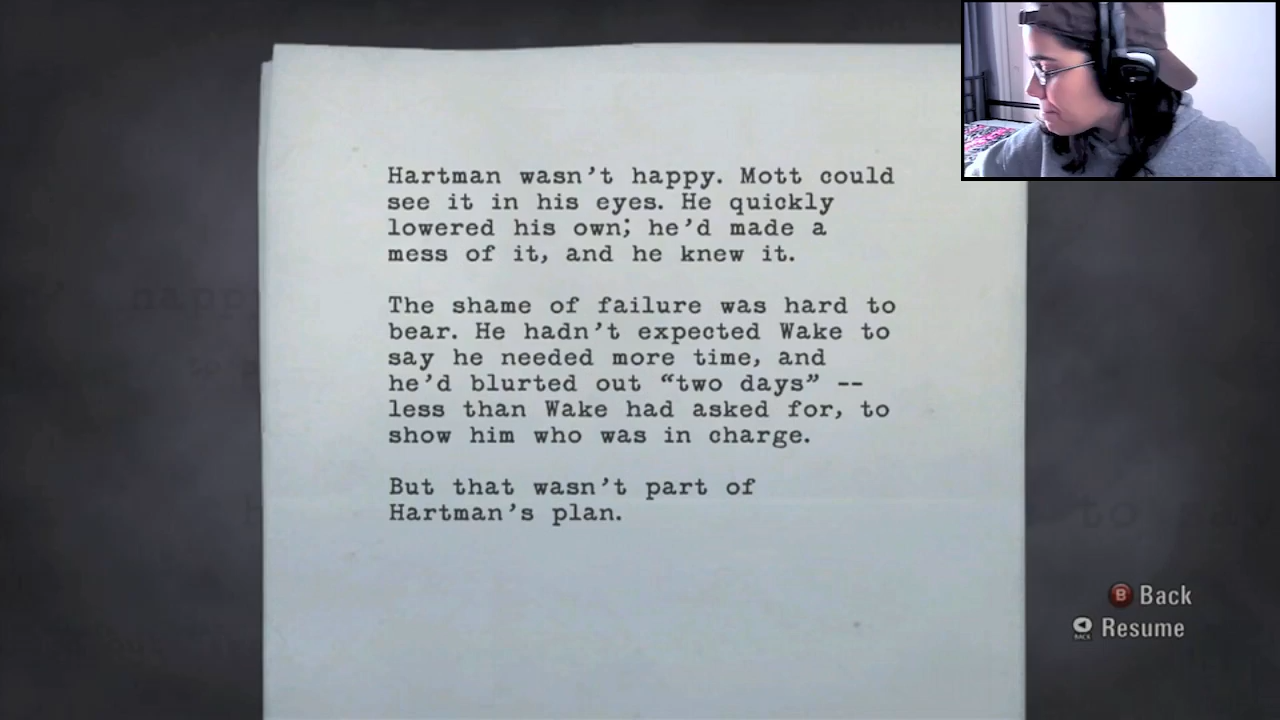 Hartman wasn't happy. Mott could
see it in his eyes. He quickly
lowered his own; he'd made a
mess of it, and he knew it.
The shame of failure was hard to
bear. He hadn't expected Wake to
say he needed more time, and
he'd blurted out “two days” --
less than Wake had asked for, to
show him who was in charge.
But that wasn't part of
Hartman's plan.
B Back
BACK Resume